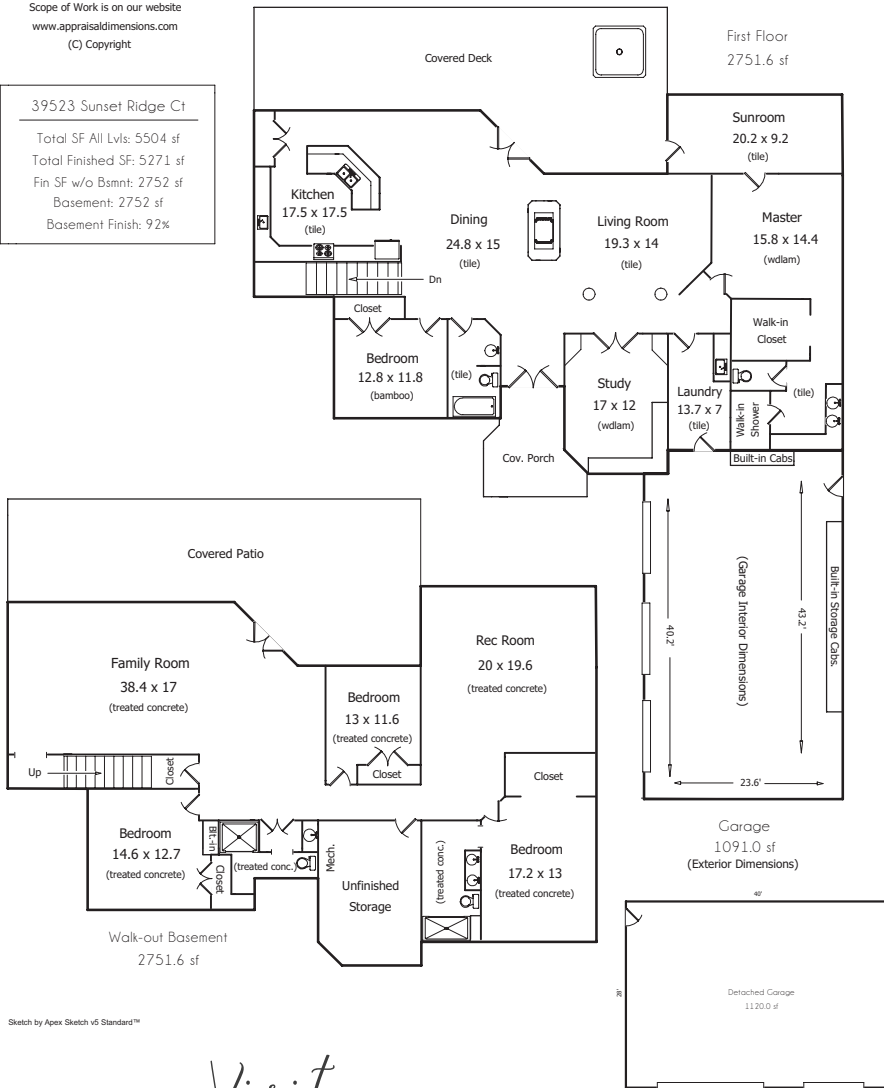 Scope of Work is on our website
www.appraisaldimensions.com
(C) Copyright
39523 Sunset Ridge Ct
Total SF All Lvls: 5504 sf
Total Finished SF: 5271 sf
Fin SF w/o Bsmnt: 2752 sf
Basement: 2752 sf
Basement Finish: 92%
First Floor
2751.6 sf
Covered Deck
Sunroom
20.2 x 9.2
(tile)
Kitchen
17.5 x 17.5
(tile)
Dining
24.8 x 15
(tile)
Living Room
19.3 x 14
(tile)
Master
15.8 x 14.4
(wdlam)
Dn
Closet
Walk-in
Closet
Bedroom
12.8 x 11.8
(bamboo)
(tile)
Study
17 x 12
(wdlam)
Laundry
13.7 x 7
(tile)
Walk-in
Shower
(tile)
Cov. Porch
Built-in Cabs.
Built-in Storage Cabs.
(Garage Interior Dimensions)
40.2'
43.2'
23.6'
Garage
1091.0 sf
(Exterior Dimensions)
Covered Patio
Family Room
38.4 x 17
(treated concrete)
Rec Room
20 x 19.6
(treated concrete)
Bedroom
13 x 11.6
(treated concrete)
Closet
Up
Closet
Closet
Bedroom
14.6 x 12.7
(treated concrete)
Blt.-in
Closet
(treated conc.)
Mech.
Unfinished
Storage
(treated conc.)
Bedroom
17.2 x 13
(treated concrete)
Walk-out Basement
2751.6 sf
40'
28'
Detached Garage
1120.0 sf
Sketch by Apex Sketch v5 Standard™
Visit